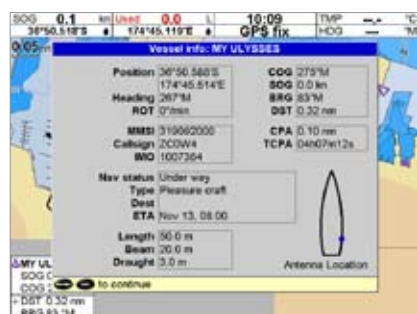 SOG 0.1 kn Used 0.0 L 10:09 TMP --.- °C
36°50.518'S 174°45.119'E GPS fix HDG --- °M
0.05
Vessel info: MY ULYSSES
Position 36°50.588'S COG 275°M
174°45.514'E SOG 0.0 kn
Heading 267°M BRG 83°M
ROT 0°/min DST 0.32 nm
MMSI 319062000 CPA 0.10 nm
Callsign ZCOW4 TCPA 04h07m12s
IMO 1007364
Nav status Under way
Type Pleasure craft
Dest
ETA Nov 13, 08:00
Length 50.0 m
Beam 20.0 m
Draught 3.0 m
Antenna Location
MY UL
SOG
COG
to continue
DST 0.32 nm
BRG 83°M